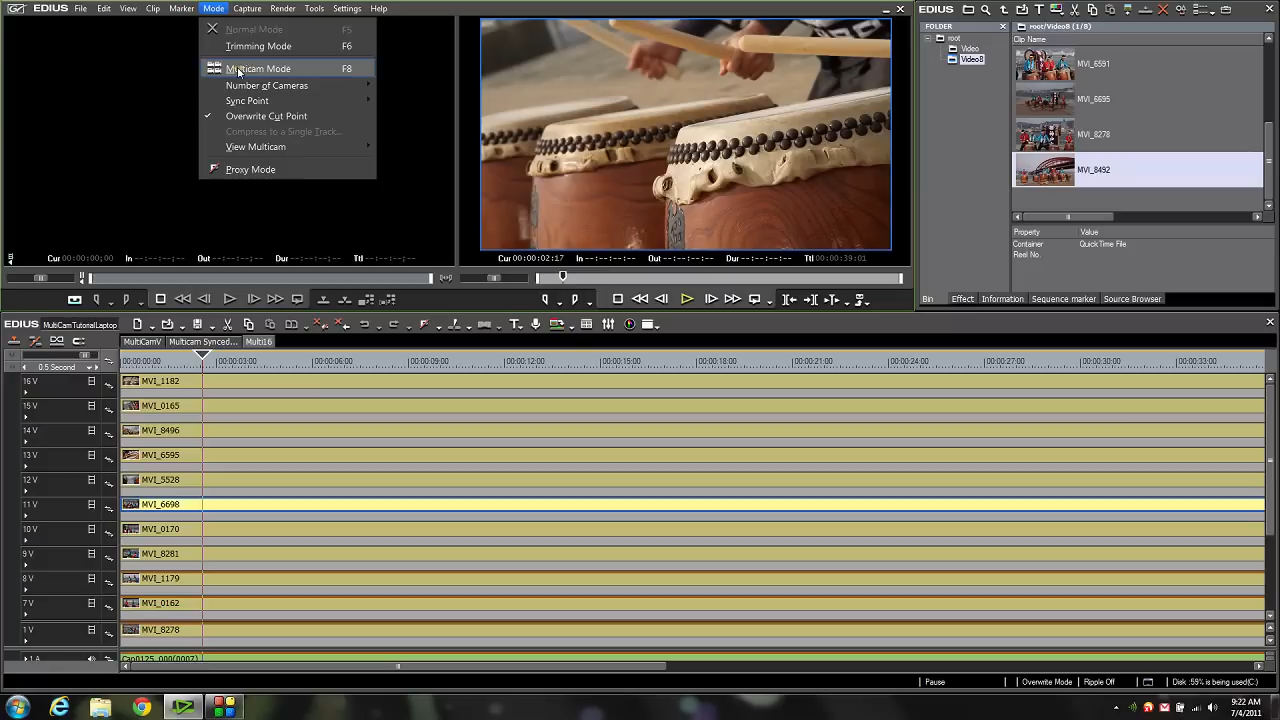 EDIUS File Edit View Clip Marker Mode Capture Render Tools Settings Help
Normal Mode F5
Trimming Mode F6
Multicam Mode F8
Number of Cameras
Sync Point
Overwrite Cut Point
Compress to a Single Track...
View Multicam
Proxy Mode
Cur 00:00:00;00 In --:--:--;-- Out --:--:--;-- Dur --:--:--;-- Ttl --:--:--;--
Cur 00:00:02:17 In --:--:--:-- Out --:--:--:-- Dur --:--:--:-- Ttl 00:00:39:01
FOLDER
root
Video
Video8
root/Video8 (1/8)
Clip Name
MVI_6591
MVI_6695
MVI_8278
MVI_8492
Property Value
Container QuickTime File
Reel No.
Bin Effect Information Sequence marker Source Browser
EDIUS MultiCamTutorialLaptop
MultiCamV Multicam Synced... Multi16
0.5 Second
00:00:00:00 00:00:03:00 00:00:06:00 00:00:09:00 00:00:12:00 00:00:15:00 00:00:18:00 00:00:21:00 00:00:24:00 00:00:27:00 00:00:30:00 00:00:33:00
16 V MVI_1182
15 V MVI_0165
14 V MVI_8496
13 V MVI_6595
12 V MVI_5528
11 V MVI_6698
10 V MVI_0170
9 V MVI_8281
8 V MVI_1179
7 V MVI_0162
1 V MVI_8278
1 A Cap0125_000(0007)
Pause Overwrite Mode Ripple Off Disk :59% is being used(C:)
9:22 AM
7/4/2011